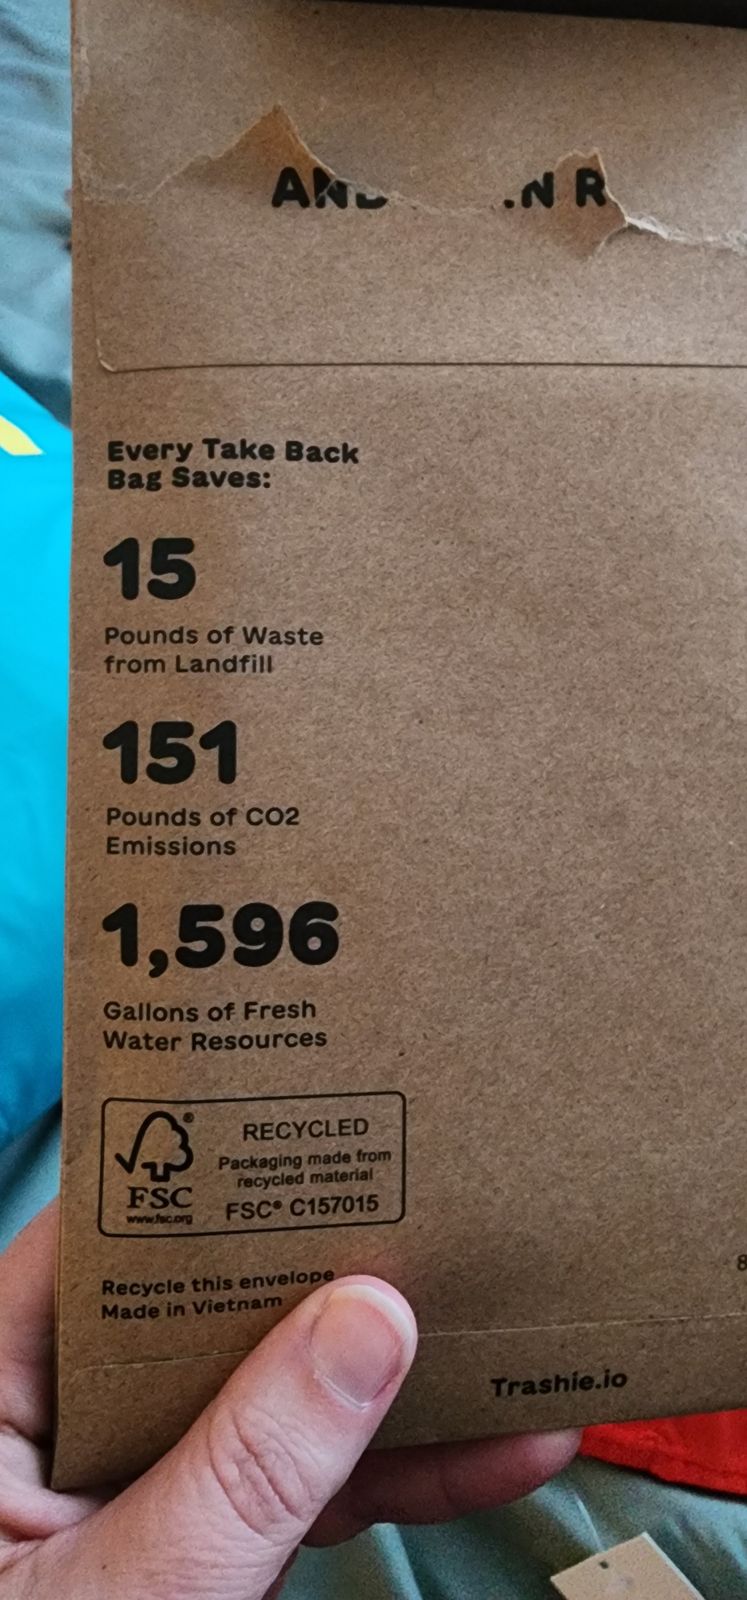 AND
Every Take Back
Bag Saves:
15
Pounds of Waste
from Landfill
151
Pounds of CO2
Emissions
1,596
Gallons of Fresh
Water Resources
FSC®
www.fsc.org
RECYCLED
Packaging made from
recycled material
FSC® C157015
Recycle this envelope
Made in Vietnam
8
Trashie.io